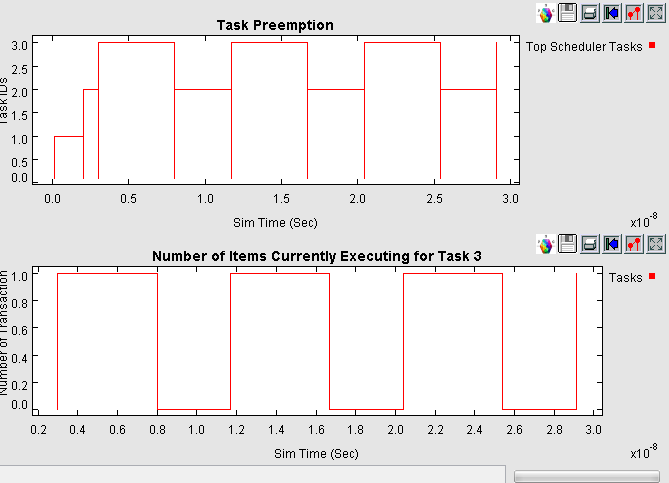 Task Preemption
Top Scheduler Tasks
Task IDs
3.0
2.5
2.0
1.5
1.0
0.5
0.0
0.0 0.5 1.0 1.5 2.0 2.5 3.0
Sim Time (Sec)
x10^-8
Number of Items Currently Executing for Task 3
Tasks
Number of Transaction
1.0
0.8
0.6
0.4
0.2
0.0
0.2 0.4 0.6 0.8 1.0 1.2 1.4 1.6 1.8 2.0 2.2 2.4 2.6 2.8 3.0
Sim Time (Sec)
x10^-8